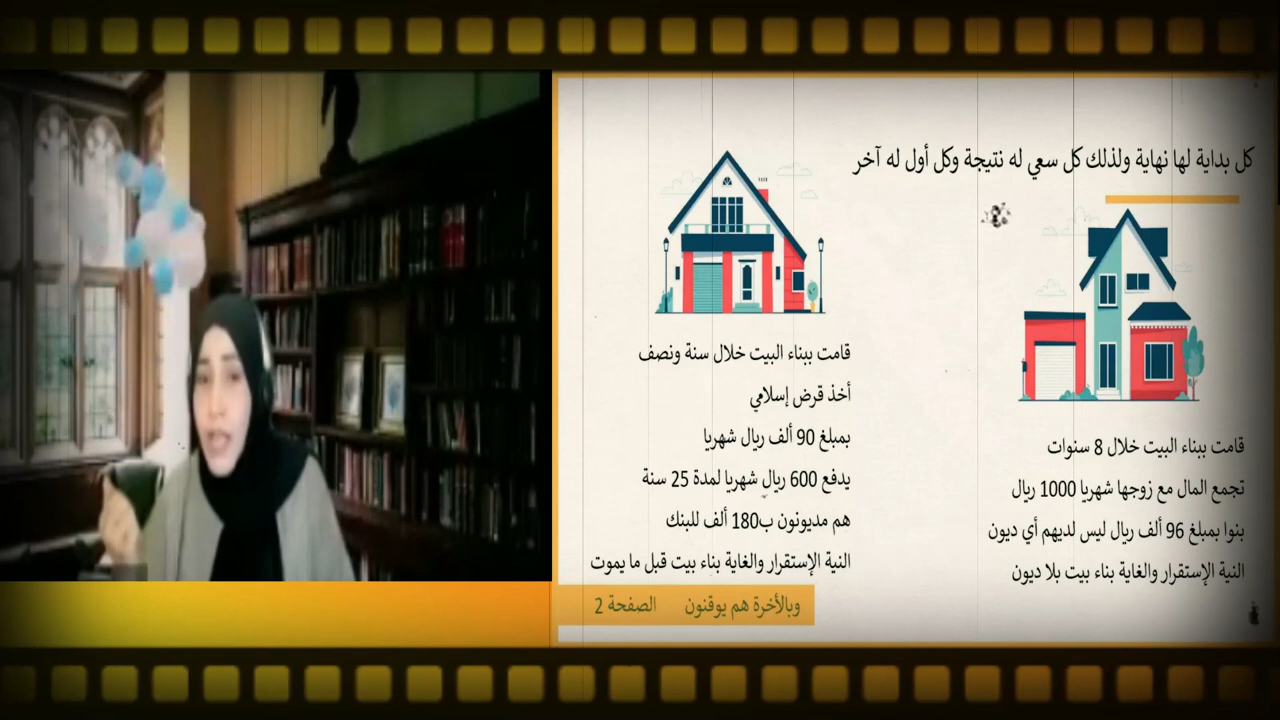 كل بداية لها نهاية ولذلك كل سعي له نتيجة وكل أول له آخر
قامت ببناء البيت خلال 8 سنوات
تجمع المال مع زوجها شهريا 1000 ريال
بنوا بمبلغ 96 ألف ريال ليس لديهم أي ديون
النية الإستقرار والغاية بناء بيت بلا ديون
قامت ببناء البيت خلال سنة ونصف
أخذ قرض إسلامي
بمبلغ 90 ألف ريال شهريا
يدفع 600 ريال شهريا لمدة 25 سنة
هم مديونون ب180 ألف للبنك
النية الإستقرار والغاية بناء بيت قبل ما يموت
وبالأخرة هم يوقنون الصفحة 2